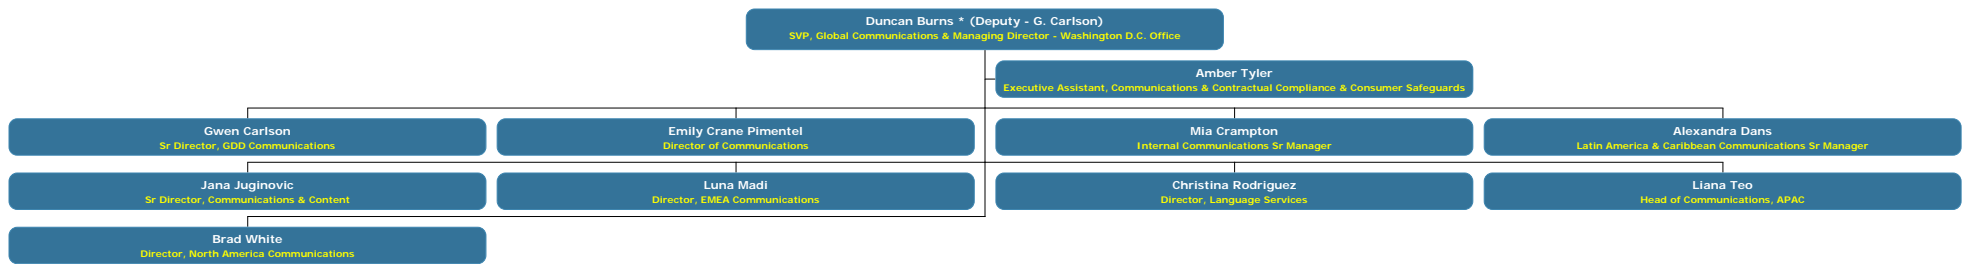 Duncan Burns * (Deputy - G. Carlson)
SVP, Global Communications & Managing Director - Washington D.C. Office
Amber Tyler
Executive Assistant, Communications & Contractual Compliance & Consumer Safeguards
Gwen Carlson
Sr Director, GDD Communications
Emily Crane Pimentel
Director of Communications
Mia Crampton
Internal Communications Sr Manager
Alexandra Dans
Latin America & Caribbean Communications Sr Manager
Jana Juginovic
Sr Director, Communications & Content
Luna Madi
Director, EMEA Communications
Christina Rodriguez
Director, Language Services
Liana Teo
Head of Communications, APAC
Brad White
Director, North America Communications